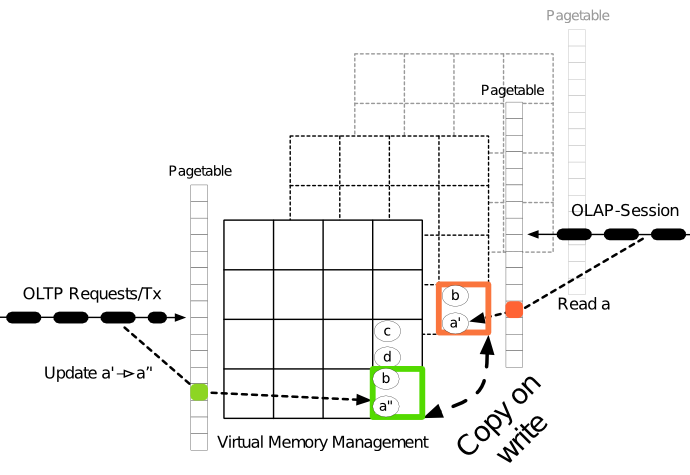 Pagetable
Pagetable
Pagetable
OLAP-Session
OLTP Requests/Tx
b
Read a
a'
c
d
Update a'->a''
b
a''
Copy on
write
Virtual Memory Management